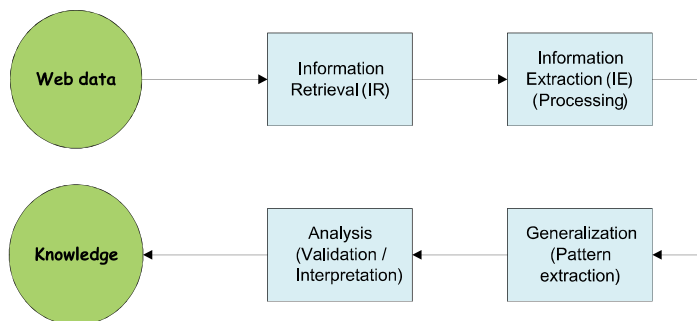 Web data
Information
Retrieval (IR)
Information
Extraction (IE)
(Processing)
Knowledge
Analysis
(Validation /
Interpretation)
Generalization
(Pattern
extraction)